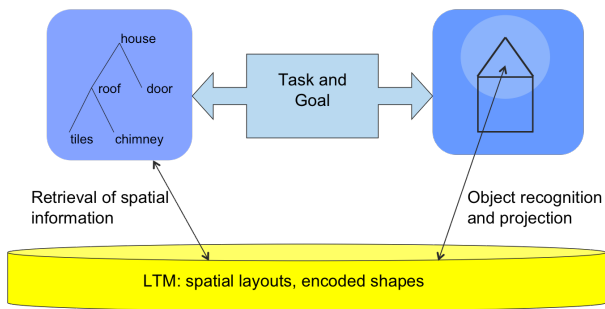 house
roof door
tiles chimney
Task and
Goal
Retrieval of spatial
information
Object recognition
and projection
LTM: spatial layouts, encoded shapes